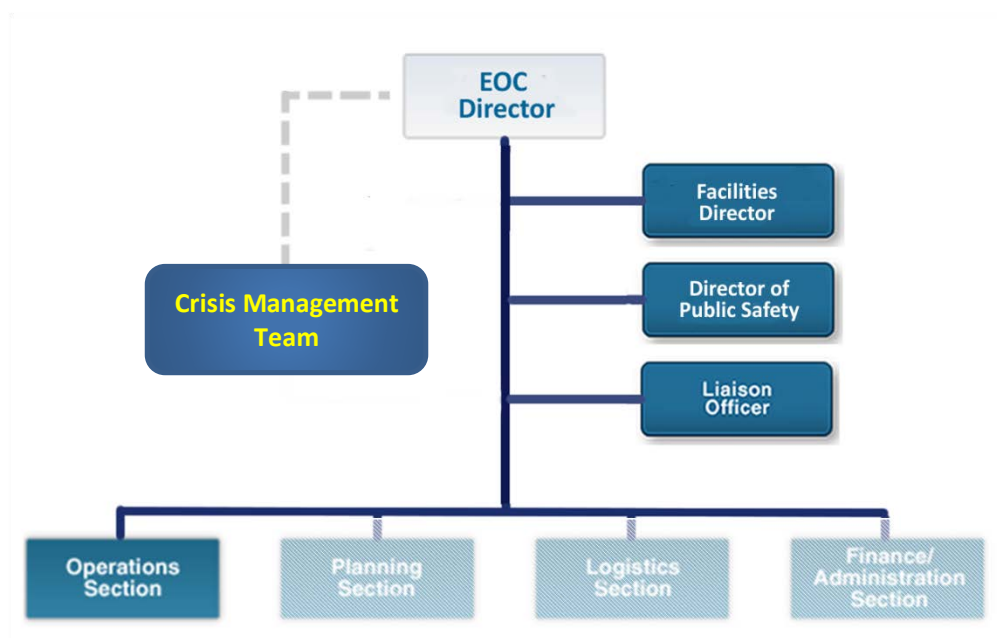 EOC
Director
Facilities
Director
Crisis Management
Team
Director of
Public Safety
Liaison
Officer
Operations
Section
Planning
Section
Logistics
Section
Finance/
Administration
Section